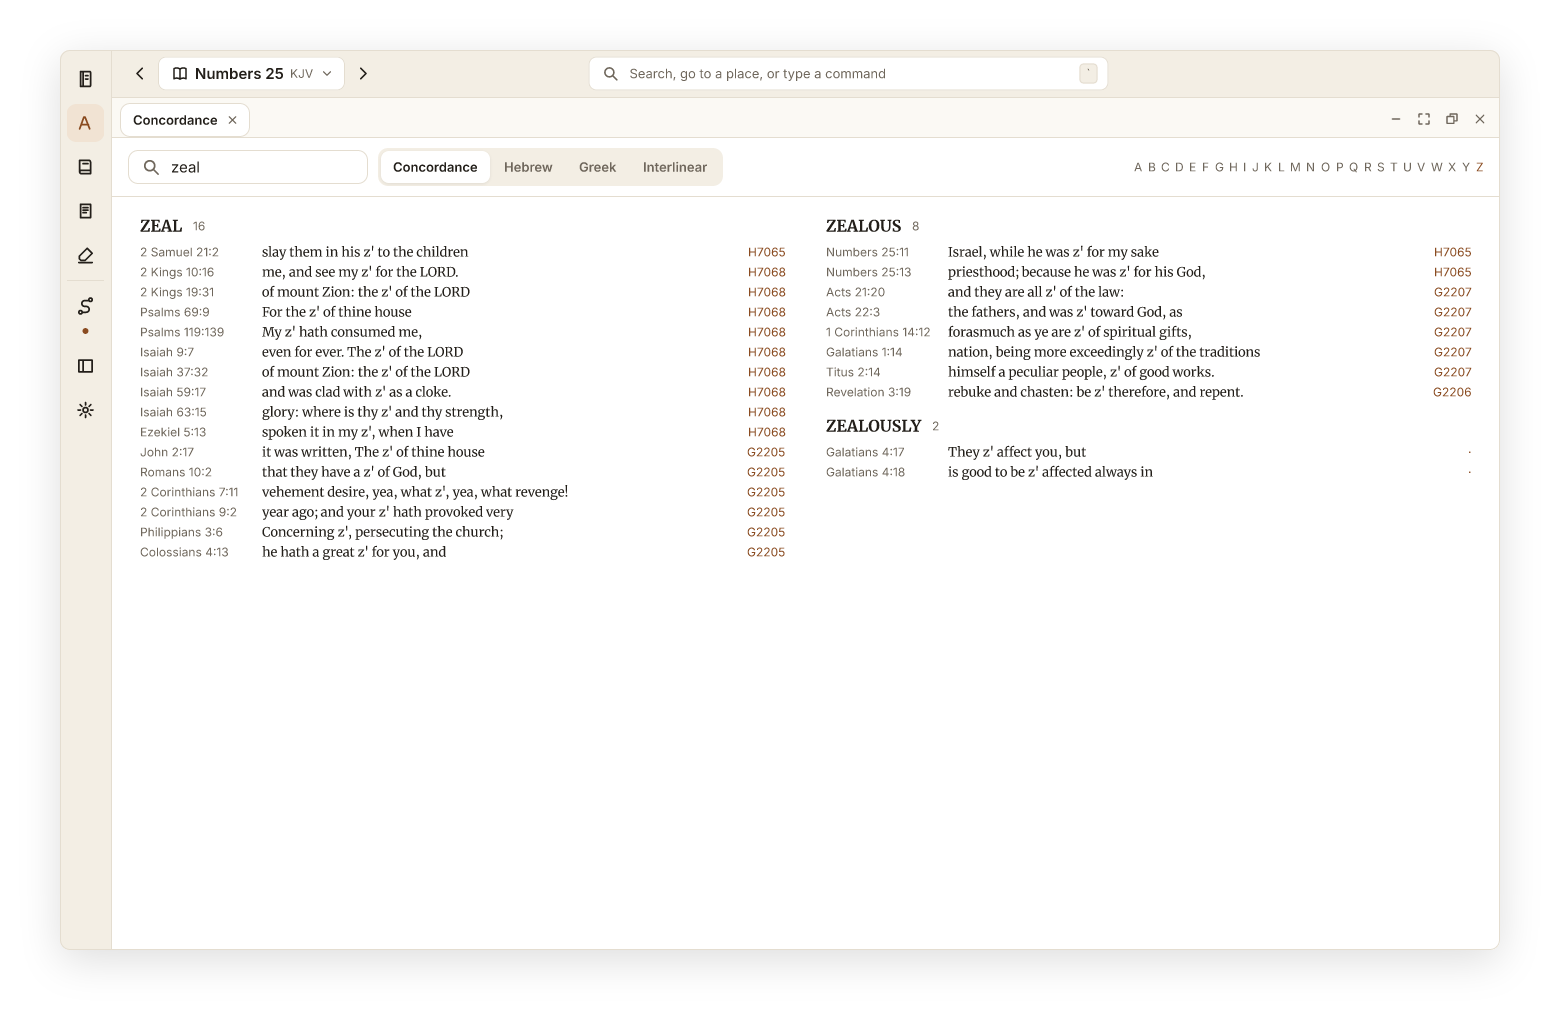 Numbers 25 KJV
Search, go to a place, or type a command
Concordance
zeal
Concordance Hebrew Greek Interlinear
A B C D E F G H I J K L M N O P Q R S T U V W X Y Z
ZEAL 16
2 Samuel 21:2 slay them in his z' to the children H7065
2 Kings 10:16 me, and see my z' for the LORD. H7068
2 Kings 19:31 of mount Zion: the z' of the LORD H7068
Psalms 69:9 For the z' of thine house H7068
Psalms 119:139 My z' hath consumed me, H7068
Isaiah 9:7 even for ever. The z' of the LORD H7068
Isaiah 37:32 of mount Zion: the z' of the LORD H7068
Isaiah 59:17 and was clad with z' as a cloke. H7068
Isaiah 63:15 glory: where is thy z' and thy strength, H7068
Ezekiel 5:13 spoken it in my z', when I have H7068
John 2:17 it was written, The z' of thine house G2205
Romans 10:2 that they have a z' of God, but G2205
2 Corinthians 7:11 vehement desire, yea, what z', yea, what revenge! G2205
2 Corinthians 9:2 year ago; and your z' hath provoked very G2205
Philippians 3:6 Concerning z', persecuting the church; G2205
Colossians 4:13 he hath a great z' for you, and G2205
ZEALOUS 8
Numbers 25:11 Israel, while he was z' for my sake H7065
Numbers 25:13 priesthood; because he was z' for his God, H7065
Acts 21:20 and they are all z' of the law: G2207
Acts 22:3 the fathers, and was z' toward God, as G2207
1 Corinthians 14:12 forasmuch as ye are z' of spiritual gifts, G2207
Galatians 1:14 nation, being more exceedingly z' of the traditions G2207
Titus 2:14 himself a peculiar people, z' of good works. G2207
Revelation 3:19 rebuke and chasten: be z' therefore, and repent. G2206
ZEALOUSLY 2
Galatians 4:17 They z' affect you, but ·
Galatians 4:18 is good to be z' affected always in ·